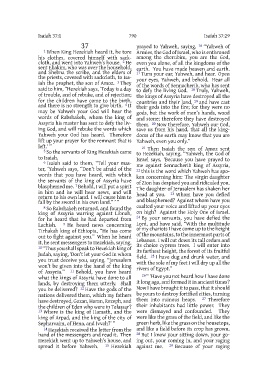 Isaiah 37:1
790
Isaiah 37:29
37
1 When King Hezekiah heard it, he tore
his clothes, covered himself with sack-
cloth, and went into Yahweh's house. 2 He
sent Eliakim, who was over the household,
and Shebna the scribe, and the elders of
the priests, covered with sackcloth, to Isa-
iah the prophet, the son of Amoz. 3 They
said to him, "Hezekiah says, 'Today is a day
of trouble, and of rebuke, and of rejection;
for the children have come to the birth,
and there is no strength to give birth. 4 It
may be Yahweh your God will hear the
words of Rabshakeh, whom the king of
Assyria his master has sent to defy the liv-
ing God, and will rebuke the words which
Yahweh your God has heard. Therefore
lift up your prayer for the remnant that is
left.'"
5 So the servants of King Hezekiah came
to Isaiah.
6 Isaiah said to them, "Tell your mas-
ter, 'Yahweh says, "Don't be afraid of the
words that you have heard, with which
the servants of the king of Assyria have
blasphemed me. 7 Behold, I will put a spirit
in him and he will hear news, and will
return to his own land. I will cause him to
fall by the sword in his own land."'"
8 So Rabshakeh returned, and found the
king of Assyria warring against Libnah,
for he heard that he had departed from
Lachish. 9 He heard news concerning
Tirhakah king of Ethiopia, "He has come
out to fight against you." When he heard
it, he sent messengers to Hezekiah, saying,
10 "Thus you shall speak to Hezekiah king of
Judah, saying, 'Don't let your God in whom
you trust deceive you, saying, "Jerusalem
won't be given into the hand of the king
of Assyria." 11 Behold, you have heard
what the kings of Assyria have done to all
lands, by destroying them utterly. Shall
you be delivered? 12 Have the gods of the
nations delivered them, which my fathers
have destroyed, Gozan, Haran, Rezeph, and
the children of Eden who were in Telassar?
13 Where is the king of Hamath, and the
king of Arpad, and the king of the city of
Sepharvaim, of Hena, and Ivvah?'"
14 Hezekiah received the letter from the
hand of the messengers and read it. Then
Hezekiah went up to Yahweh's house, and
spread it before Yahweh. 15 Hezekiah
prayed to Yahweh, saying, 16 "Yahweh of
Armies, the God of Israel, who is enthroned
among the cherubim, you are the God,
even you alone, of all the kingdoms of the
earth. You have made heaven and earth.
17 Turn your ear, Yahweh, and hear. Open
your eyes, Yahweh, and behold. Hear all
of the words of Sennacherib, who has sent
to defy the living God. 18 Truly, Yahweh,
the kings of Assyria have destroyed all the
countries and their land, 19 and have cast
their gods into the fire; for they were no
gods, but the work of men's hands, wood
and stone; therefore they have destroyed
them. 20 Now therefore, Yahweh our God,
save us from his hand, that all the king-
doms of the earth may know that you are
Yahweh, even you only."
21 Then Isaiah the son of Amoz sent
to Hezekiah, saying, "Yahweh, the God of
Israel says, 'Because you have prayed to
me against Sennacherib king of Assyria,
22 this is the word which Yahweh has spo-
ken concerning him: The virgin daughter
of Zion has despised you and ridiculed you.
The daughter of Jerusalem has shaken her
head at you. 23 Whom have you defied
and blasphemed? Against whom have you
exalted your voice and lifted up your eyes
on high? Against the Holy One of Israel.
24 By your servants, you have defied the
Lord, and have said, "With the multitude
of my chariots I have come up to the height
of the mountains, to the innermost parts of
Lebanon. I will cut down its tall cedars and
its choice cypress trees. I will enter into
its farthest height, the forest of its fruitful
field. 25 I have dug and drunk water, and
with the sole of my feet I will dry up all the
rivers of Egypt."
26 "'Have you not heard how I have done
it long ago, and formed it in ancient times?
Now I have brought it to pass, that it should
be yours to destroy fortified cities, turning
them into ruinous heaps. 27 Therefore
their inhabitants had little power. They
were dismayed and confounded. They
were like the grass of the field, and like the
green herb, like the grass on the housetops,
and like a field before its crop has grown.
28 But I know your sitting down, your go-
ing out, your coming in, and your raging
against me. 29 Because of your raging